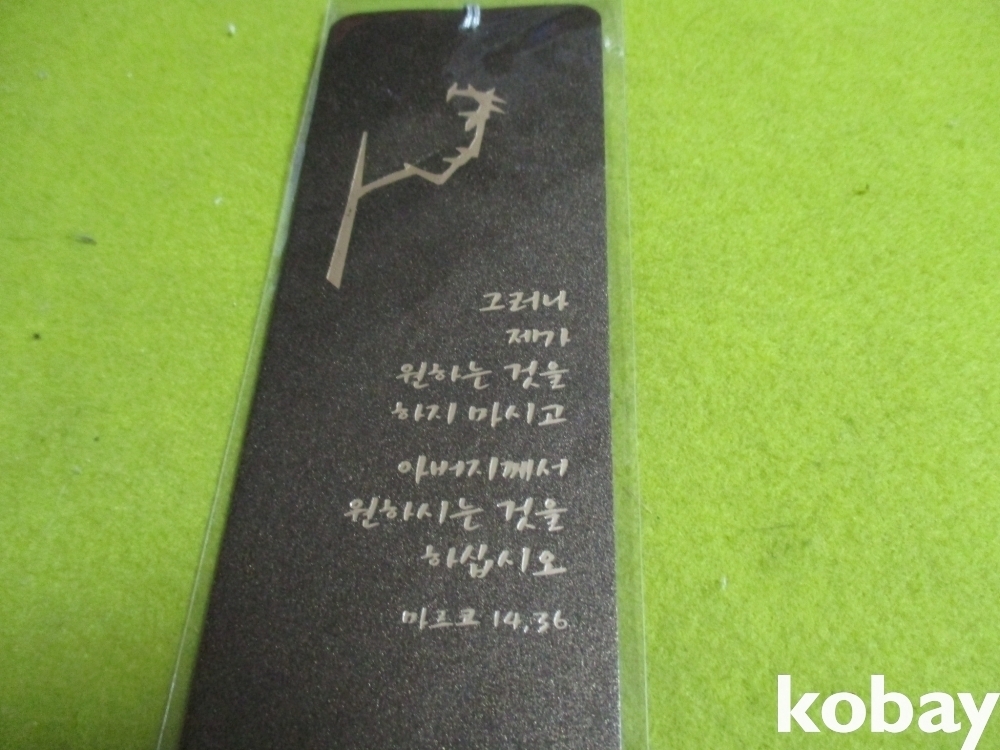 그러나
제가
원하는 것을
하지 마시고
아버지께서
원하시는 것을
하십시오
마르코 14,36
kobay